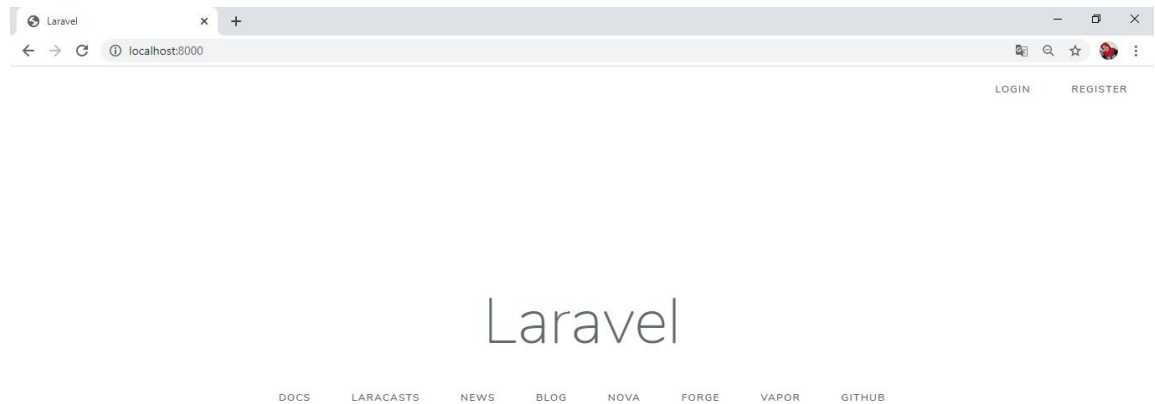 Laravel
localhost:8000
LOGIN REGISTER
Laravel
DOCS LARACASTS NEWS BLOG NOVA FORGE VAPOR GITHUB